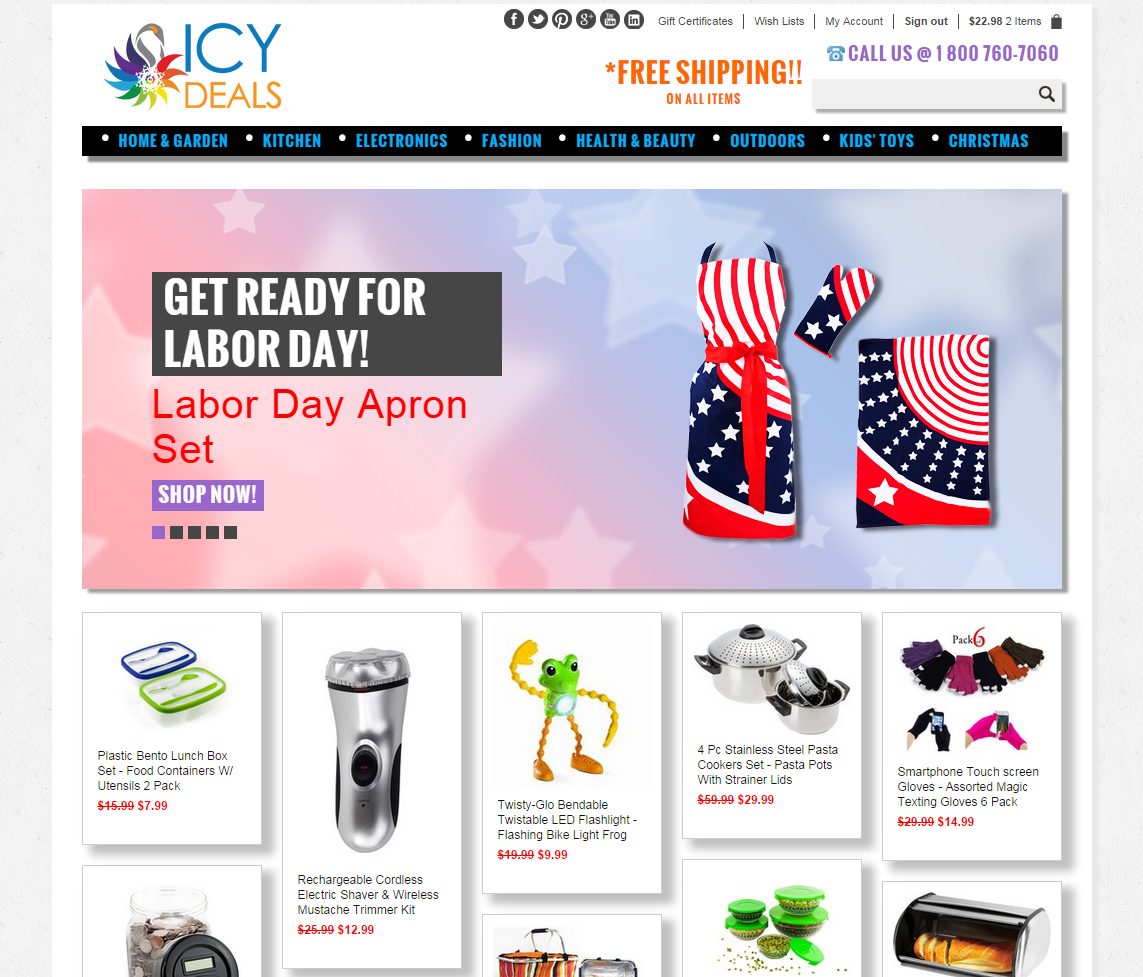 Gift Certificates
Wish Lists
My Account
Sign out
$22.98 2 Items
ICY
DEALS
CALL US @ 1 800 760-7060
*FREE SHIPPING!!
ON ALL ITEMS
HOME & GARDEN
KITCHEN
ELECTRONICS
FASHION
HEALTH & BEAUTY
OUTDOORS
KIDS' TOYS
CHRISTMAS
GET READY FOR
LABOR DAY!
Labor Day Apron
Set
SHOP NOW!
Plastic Bento Lunch Box
Set - Food Containers W/
Utensils 2 Pack
$15.99 $7.99
Rechargeable Cordless
Electric Shaver & Wireless
Mustache Trimmer Kit
$25.99 $12.99
Twisty-Glo Bendable
Twistable LED Flashlight -
Flashing Bike Light Frog
$19.99 $9.99
4 Pc Stainless Steel Pasta
Cookers Set - Pasta Pots
With Strainer Lids
$59.99 $29.99
Pack of 6
Smartphone Touch screen
Gloves - Assorted Magic
Texting Gloves 6 Pack
$29.99 $14.99